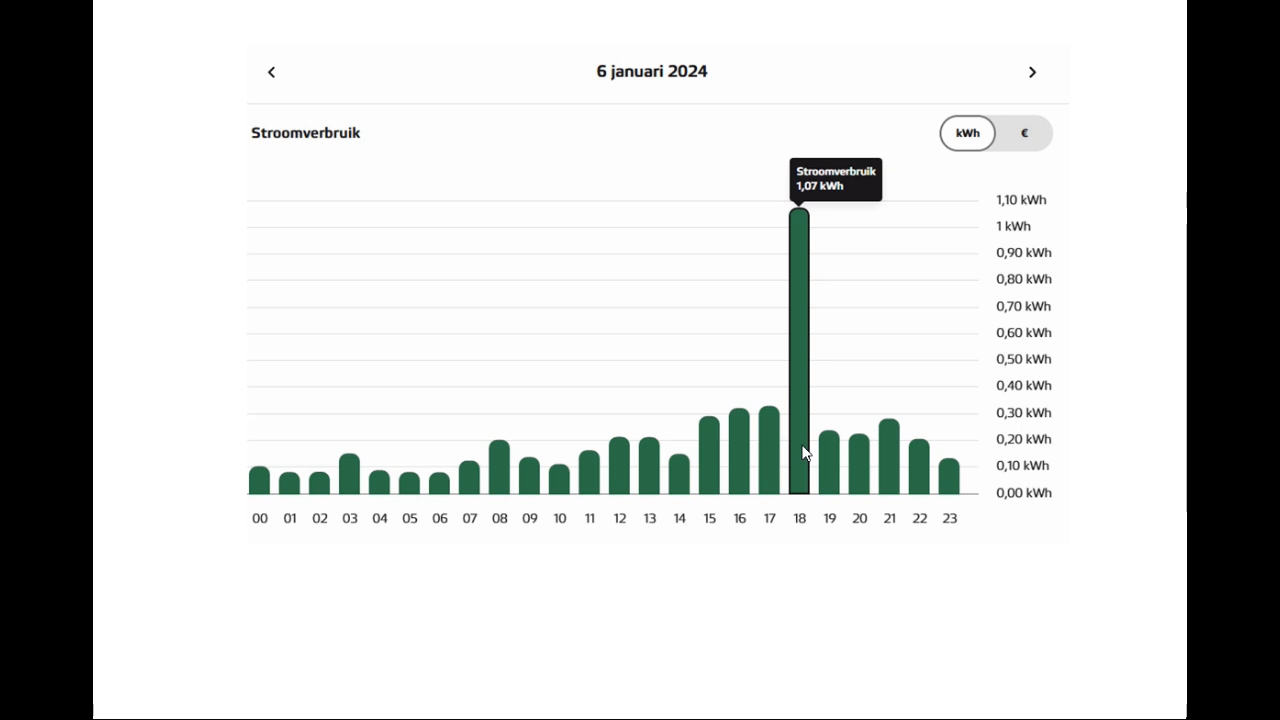 6 januari 2024
Stroomverbruik
kWh €
Stroomverbruik
1,07 kWh
1,10 kWh
1 kWh
0,90 kWh
0,80 kWh
0,70 kWh
0,60 kWh
0,50 kWh
0,40 kWh
0,30 kWh
0,20 kWh
0,10 kWh
0,00 kWh
00 01 02 03 04 05 06 07 08 09 10 11 12 13 14 15 16 17 18 19 20 21 22 23